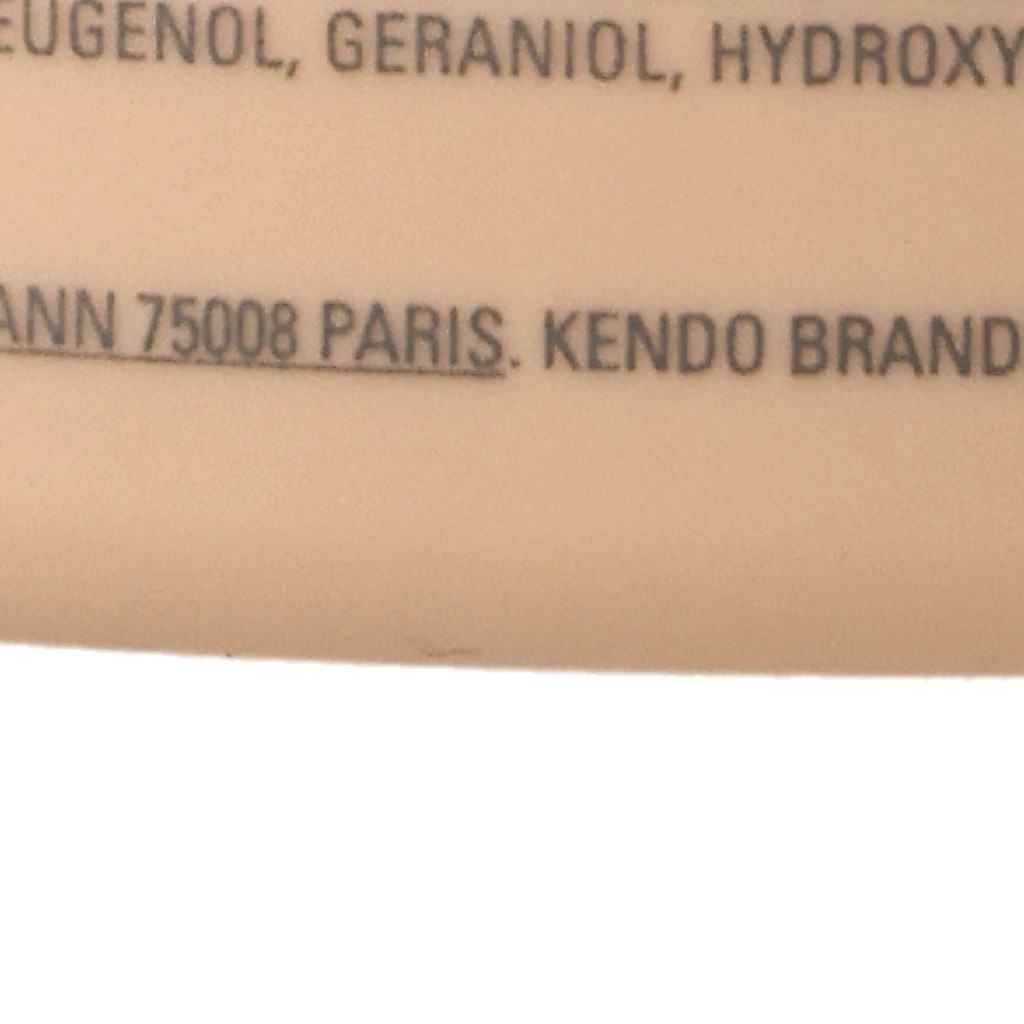 EUGENOL, GERANIOL, HYDROXY
ANN 75008 PARIS. KENDO BRAND